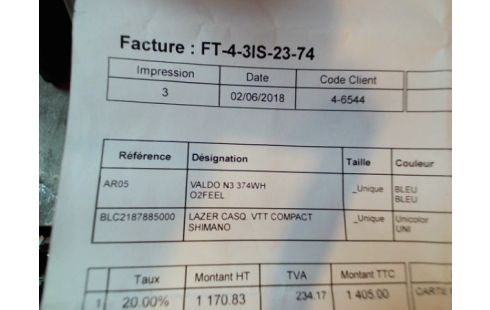 Facture : FT-4-3IS-23-74
Impression Date Code Client
3 02/06/2018 4-6544
Référence Désignation Taille Couleur
AR05 VALDO N3 374WH _Unique BLEU
O2FEEL BLEU
BLC2187885000 LAZER CASQ. VTT COMPACT _Unique Unicolor
SHIMANO UNI
Taux Montant HT TVA Montant TTC
1 20.00% 1 170.83 234.17 1 405.00